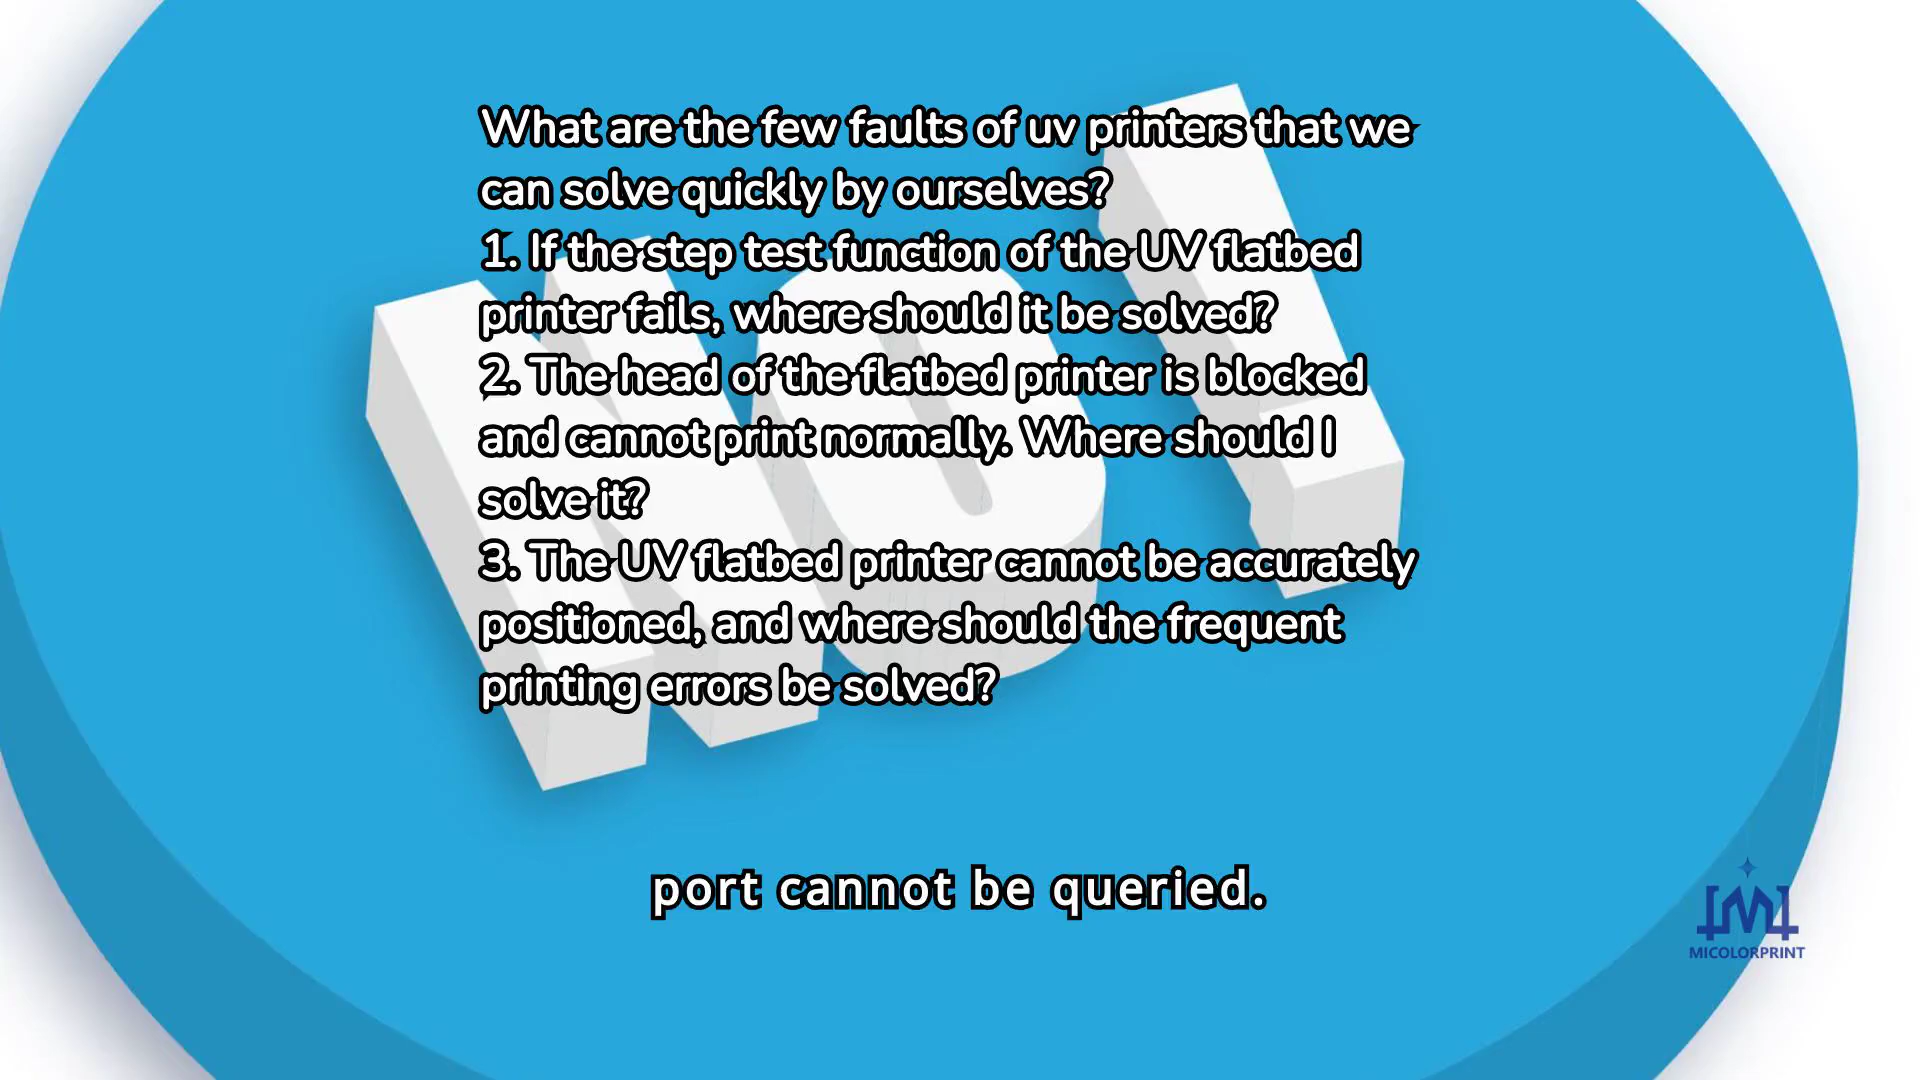 What are the few faults of uv printers that we
can solve quickly by ourselves?
1. If the step test function of the UV flatbed
printer fails, where should it be solved?
2. The head of the flatbed printer is blocked
and cannot print normally. Where should I
solve it?
3. The UV flatbed printer cannot be accurately
positioned, and where should the frequent
printing errors be solved?
NO!
port cannot be queried.
MICOLORPRINT